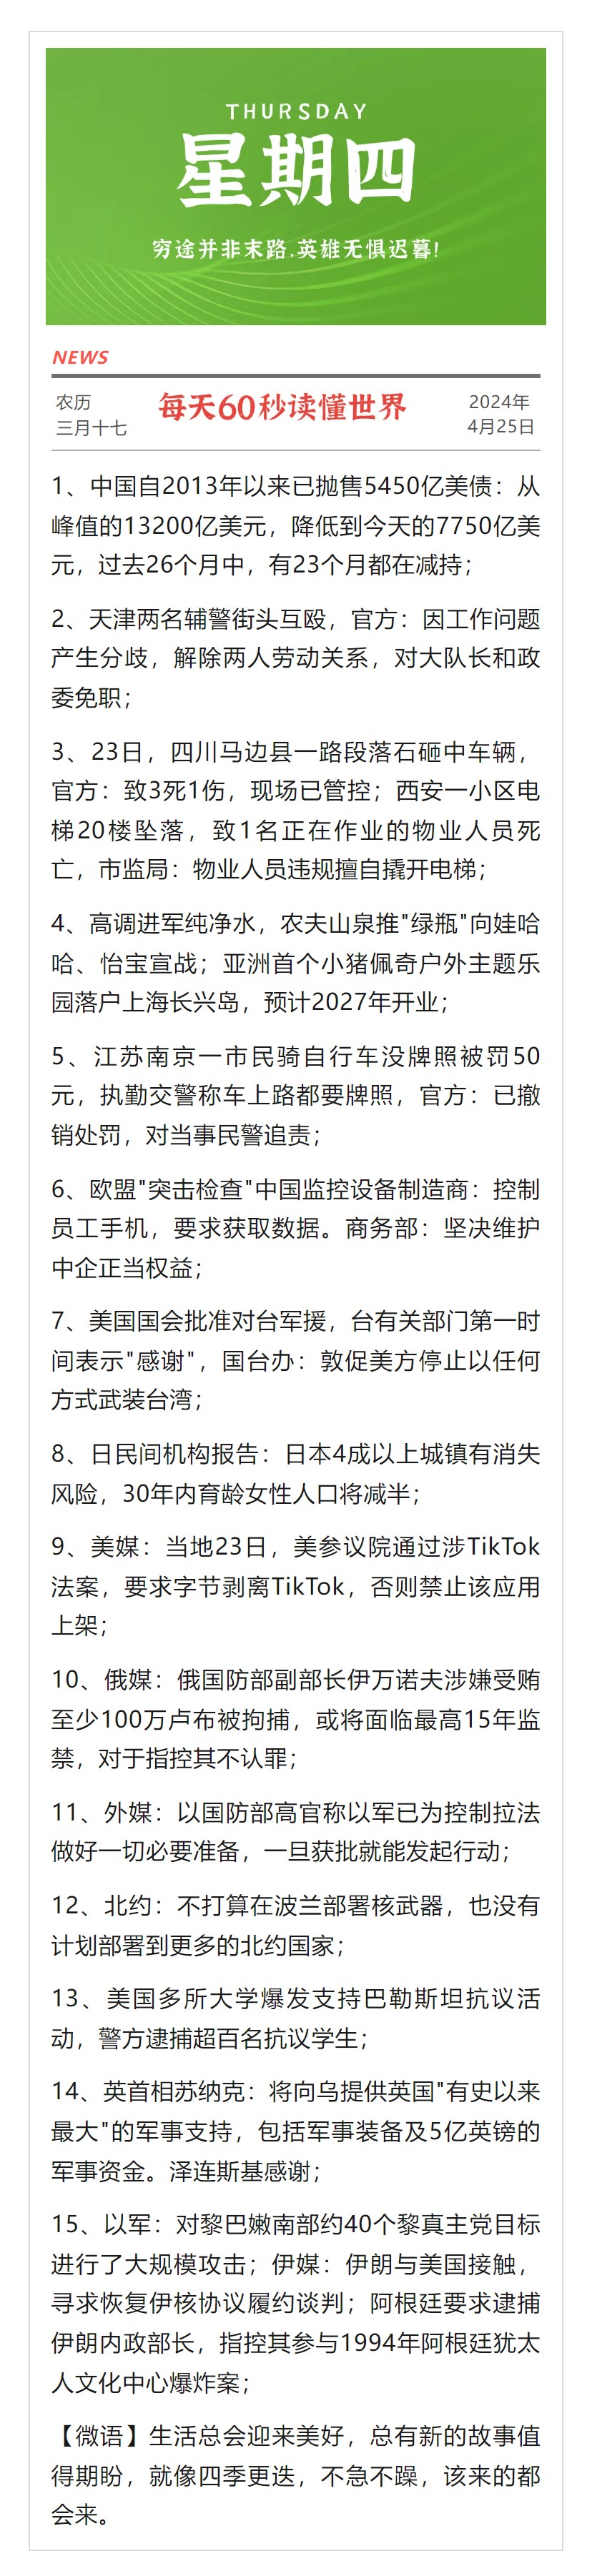 THURSDAY
星期四
穷途并非末路.英雄无惧迟暮!
NEWS
农历
三月十七
每天60秒读懂世界
2024年
4月25日
1、中国自2013年以来已抛售5450亿美债：从
峰值的13200亿美元，降低到今天的7750亿美
元，过去26个月中，有23个月都在减持；
2、天津两名辅警街头互殴，官方：因工作问题
产生分歧，解除两人劳动关系，对大队长和政
委免职；
3、23日，四川马边县一路段落石砸中车辆，
官方：致3死1伤，现场已管控；西安一小区电
梯20楼坠落，致1名正在作业的物业人员死
亡，市监局：物业人员违规擅自撬开电梯；
4、高调进军纯净水，农夫山泉推"绿瓶"向娃哈
哈、怡宝宣战；亚洲首个小猪佩奇户外主题乐
园落户上海长兴岛，预计2027年开业；
5、江苏南京一市民骑自行车没牌照被罚50
元，执勤交警称车上路都要牌照，官方：已撤
销处罚，对当事民警追责；
6、欧盟"突击检查"中国监控设备制造商：控制
员工手机，要求获取数据。商务部：坚决维护
中企正当权益；
7、美国国会批准对台军援，台有关部门第一时
间表示"感谢"，国台办：敦促美方停止以任何
方式武装台湾；
8、日民间机构报告：日本4成以上城镇有消失
风险，30年内育龄女性人口将减半；
9、美媒：当地23日，美参议院通过涉TikTok
法案，要求字节剥离TikTok，否则禁止该应用
上架；
10、俄媒：俄国防部副部长伊万诺夫涉嫌受贿
至少100万卢布被拘捕，或将面临最高15年监
禁，对于指控其不认罪；
11、外媒：以国防部高官称以军已为控制拉法
做好一切必要准备，一旦获批就能发起行动；
12、北约：不打算在波兰部署核武器，也没有
计划部署到更多的北约国家；
13、美国多所大学爆发支持巴勒斯坦抗议活
动，警方逮捕超百名抗议学生；
14、英首相苏纳克：将向乌提供英国"有史以来
最大"的军事支持，包括军事装备及5亿英镑的
军事资金。泽连斯基感谢；
15、以军：对黎巴嫩南部约40个黎真主党目标
进行了大规模攻击；伊媒：伊朗与美国接触，
寻求恢复伊核协议履约谈判；阿根廷要求逮捕
伊朗内政部长，指控其参与1994年阿根廷犹太
人文化中心爆炸案；
【微语】生活总会迎来美好，总有新的故事值
得期盼，就像四季更迭，不急不躁，该来的都
会来。